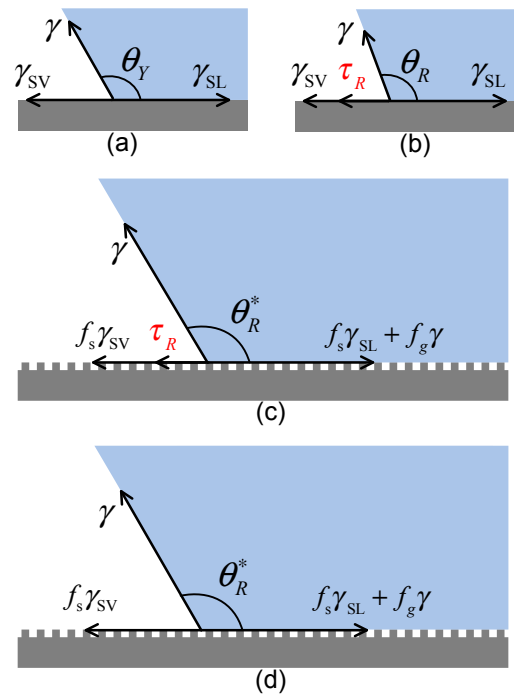 γ θ_Y γ_SV γ_SL
(a)
γ θ_R γ_SV τ_R γ_SL
(b)
γ θ_R^* f_s γ_SV τ_R f_s γ_SL + f_g γ
(c)
γ θ_R^* f_s γ_SV f_s γ_SL + f_g γ
(d)